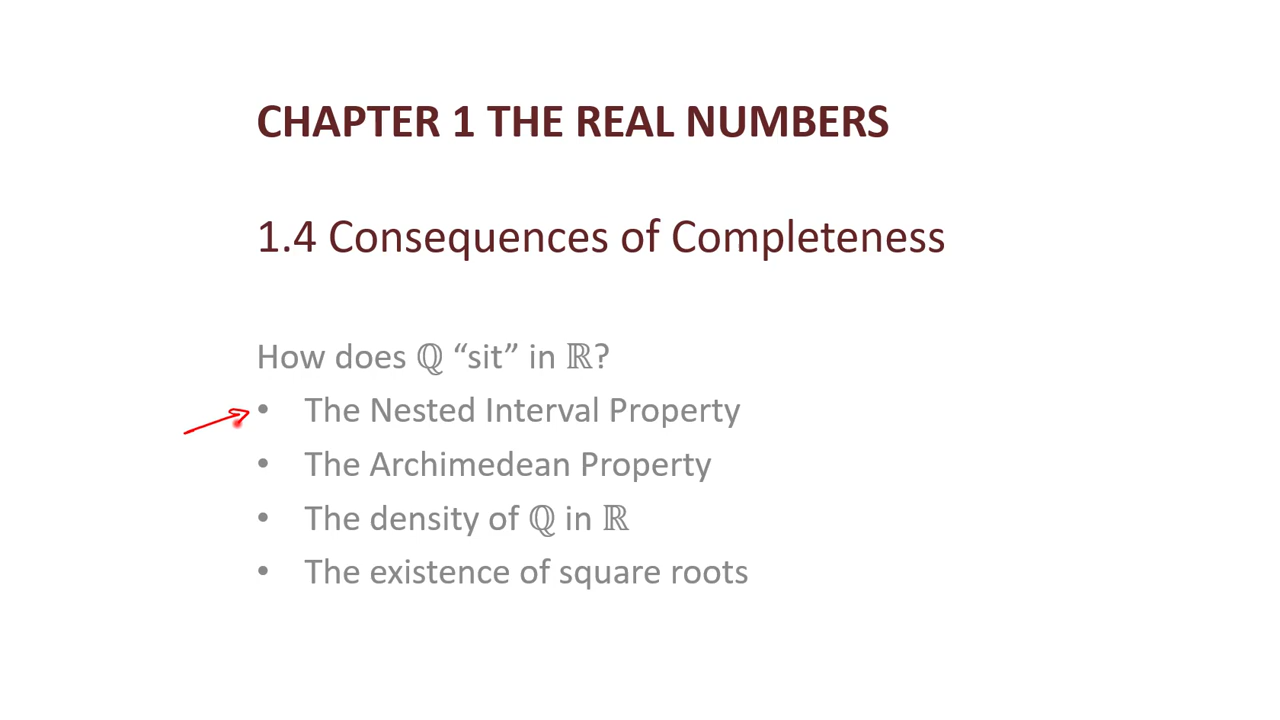 CHAPTER 1 THE REAL NUMBERS
1.4 Consequences of Completeness
How does ℚ “sit” in ℝ?
• The Nested Interval Property
• The Archimedean Property
• The density of ℚ in ℝ
• The existence of square roots